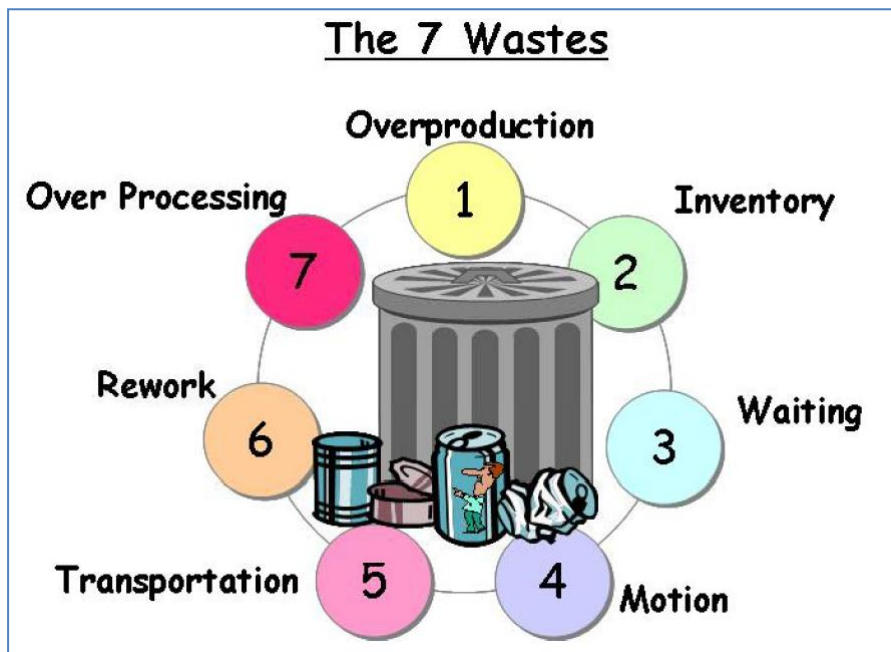 The 7 Wastes
Overproduction
1
Inventory
2
Waiting
3
Motion
4
Transportation
5
Rework
6
Over Processing
7